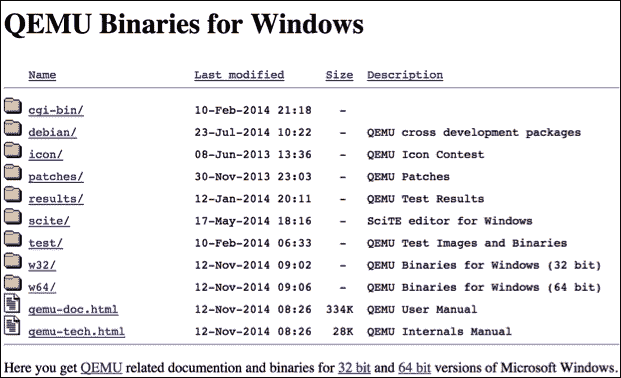 QEMU Binaries for Windows
Name Last modified Size Description
cgi-bin/ 10-Feb-2014 21:18 -
debian/ 23-Jul-2014 10:22 - QEMU cross development packages
icon/ 08-Jun-2013 13:36 - QEMU Icon Contest
patches/ 30-Nov-2013 23:03 - QEMU Patches
results/ 12-Jan-2014 20:11 - QEMU Test Results
scite/ 17-May-2014 18:16 - SciTE editor for Windows
test/ 10-Feb-2014 06:33 - QEMU Test Images and Binaries
w32/ 12-Nov-2014 09:02 - QEMU Binaries for Windows (32 bit)
w64/ 12-Nov-2014 09:06 - QEMU Binaries for Windows (64 bit)
qemu-doc.html 12-Nov-2014 08:26 334K QEMU User Manual
qemu-tech.html 12-Nov-2014 08:26 28K QEMU Internals Manual
Here you get QEMU related documention and binaries for 32 bit and 64 bit versions of Microsoft Windows.